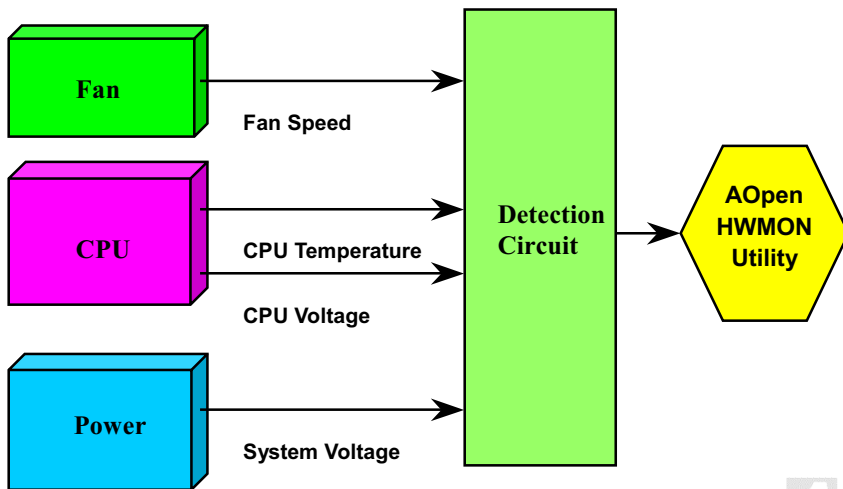 Fan
Fan Speed
CPU
CPU Temperature
CPU Voltage
Power
System Voltage
Detection
Circuit
AOpen
HWMON
Utility